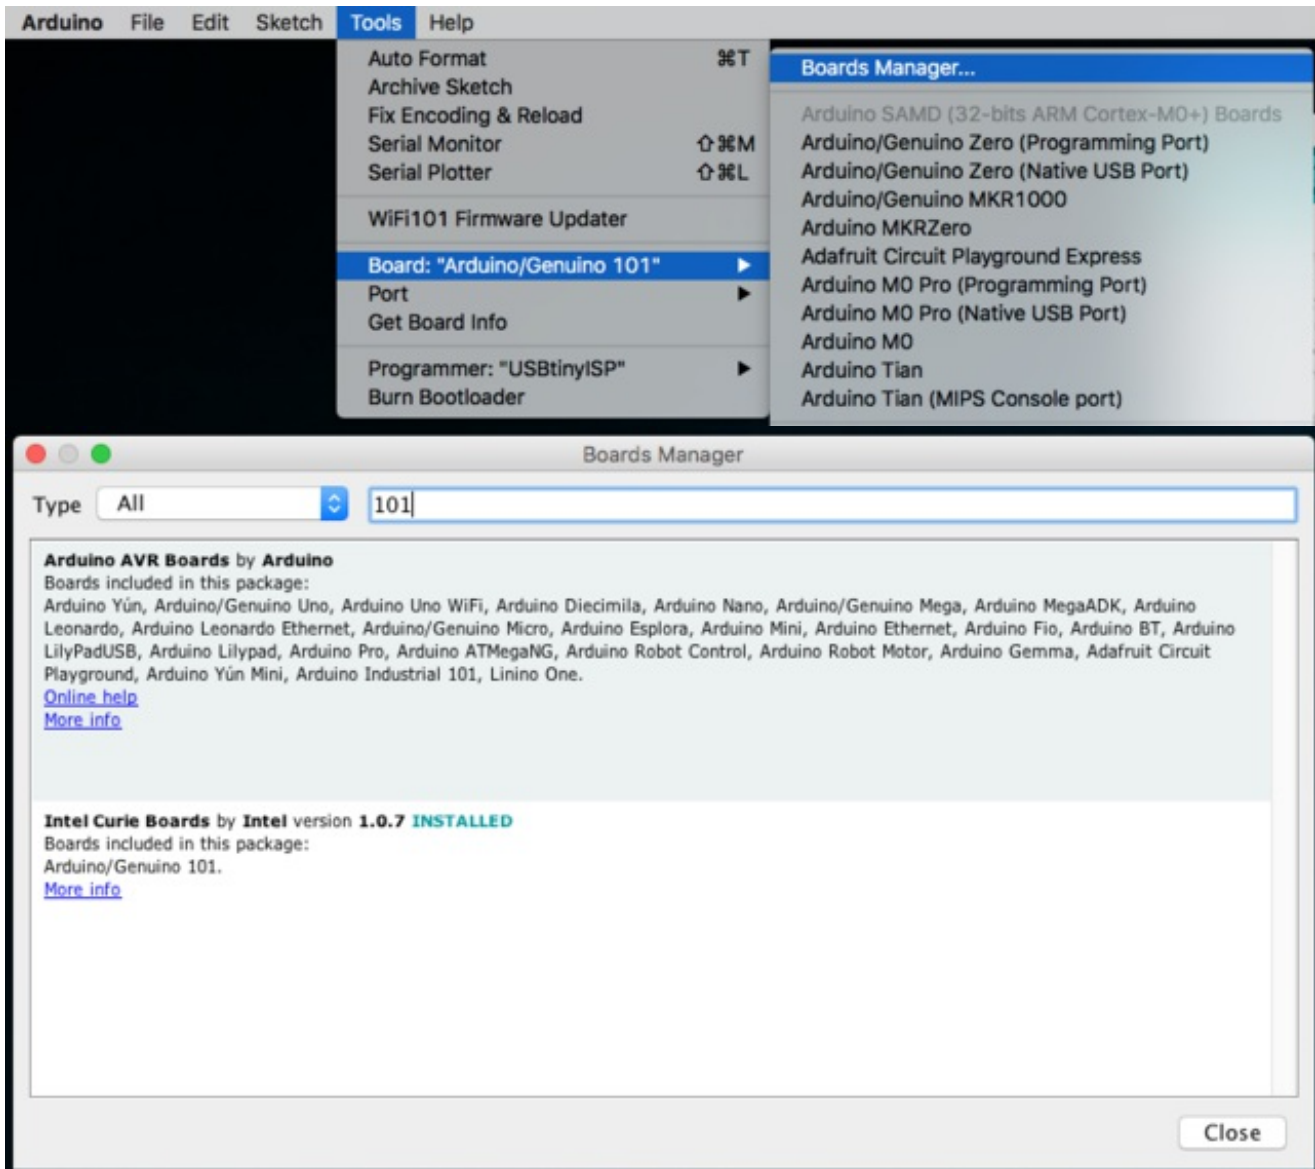 Arduino File Edit Sketch Tools Help
Auto Format ⌘T
Archive Sketch
Fix Encoding & Reload
Serial Monitor ⇧⌘M
Serial Plotter ⇧⌘L
WiFi101 Firmware Updater
Board: "Arduino/Genuino 101" ▶
Port ▶
Get Board Info
Programmer: "USBtinyISP" ▶
Burn Bootloader
Boards Manager...
Arduino SAMD (32-bits ARM Cortex-M0+) Boards
Arduino/Genuino Zero (Programming Port)
Arduino/Genuino Zero (Native USB Port)
Arduino/Genuino MKR1000
Arduino MKRZero
Adafruit Circuit Playground Express
Arduino M0 Pro (Programming Port)
Arduino M0 Pro (Native USB Port)
Arduino M0
Arduino Tian
Arduino Tian (MIPS Console port)
Boards Manager
Type All 101
Arduino AVR Boards by Arduino
Boards included in this package:
Arduino Yún, Arduino/Genuino Uno, Arduino Uno WiFi, Arduino Diecimila, Arduino Nano, Arduino/Genuino Mega, Arduino MegaADK, Arduino
Leonardo, Arduino Leonardo Ethernet, Arduino/Genuino Micro, Arduino Esplora, Arduino Mini, Arduino Ethernet, Arduino Fio, Arduino BT, Arduino
LilyPadUSB, Arduino Lilypad, Arduino Pro, Arduino ATMegaNG, Arduino Robot Control, Arduino Robot Motor, Arduino Gemma, Adafruit Circuit
Playground, Arduino Yún Mini, Arduino Industrial 101, Linino One.
Online help
More info
Intel Curie Boards by Intel version 1.0.7 INSTALLED
Boards included in this package:
Arduino/Genuino 101.
More info
Close